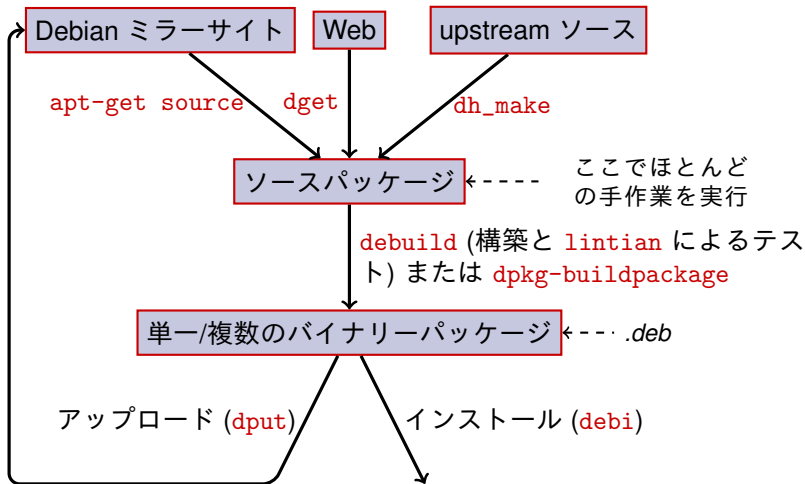 Debian ミラーサイト
Web
upstream ソース
apt-get source
dget
dh_make
ソースパッケージ
ここでほとんど
の手作業を実行
debuild (構築と lintian によるテス
ト) または dpkg-buildpackage
単一/複数のバイナリーパッケージ
.deb
アップロード (dput)
インストール (debi)